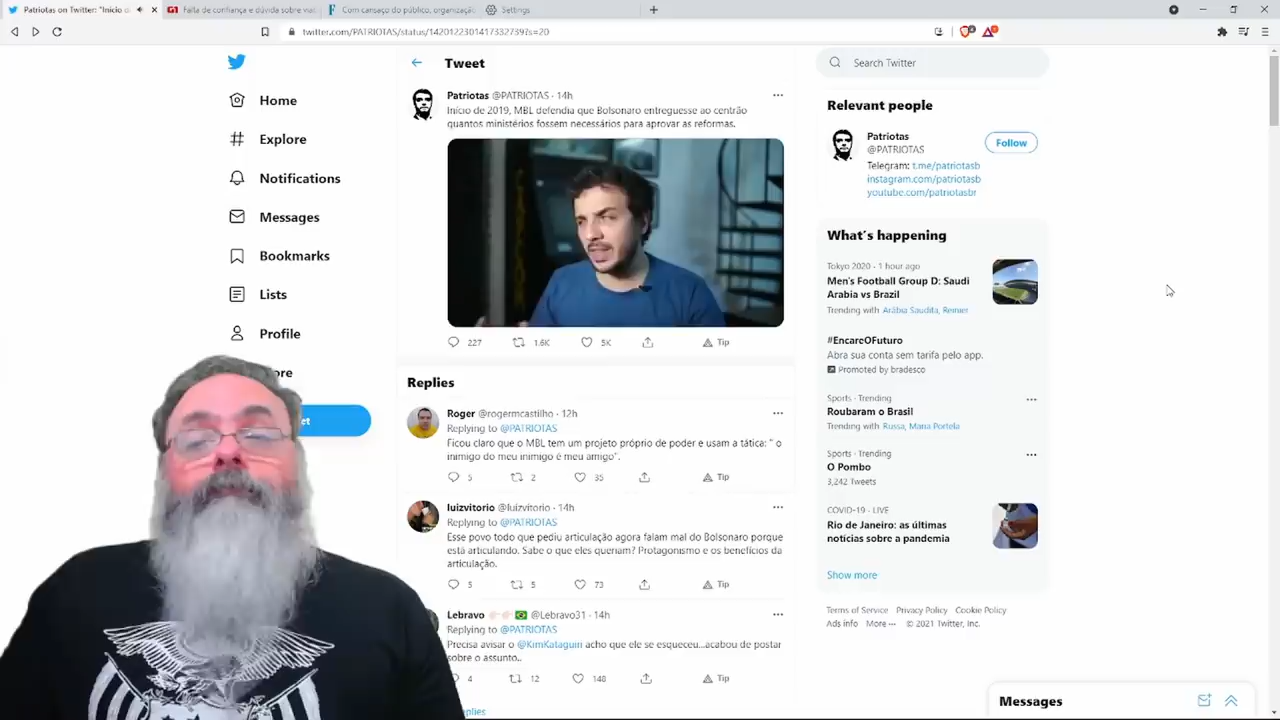 Patriotas on Twitter: "Início d
Falta de confiança e dúvida sobre vai
Com cansaço do público, organização
Settings
twitter.com/PATRIOTAS/status/1420122301417332739?s=20
Home
Explore
Notifications
Messages
Bookmarks
Lists
Profile
ore
et
Tweet
Patriotas @PATRIOTAS · 14h
Início de 2019, MBL defendia que Bolsonaro entreguesse ao centrão
quantos ministérios fossem necessários para aprovar as reformas.
227 1.6K 5K Tip
Replies
Roger @rogermcastilho · 12h
Replying to @PATRIOTAS
Ficou claro que o MBL tem um projeto próprio de poder e usam a tática: " o
inimigo do meu inimigo é meu amigo".
5 2 35 Tip
luizvitorio @luizvitorio · 14h
Replying to @PATRIOTAS
Esse povo todo que pediu articulação agora falam mal do Bolsonaro porque
está articulando. Sabe o que eles queriam? Protagonismo e os benefícios da
articulação.
5 5 73 Tip
Lebravo @Lebravo31 · 14h
Replying to @PATRIOTAS
Precisa avisar o @KimKataguiri acho que ele se esqueceu...acabou de postar
sobre o assunto..
4 12 148 Tip
plies
Search Twitter
Relevant people
Patriotas
@PATRIOTAS
Follow
Telegram: t.me/patriotasb
instagram.com/patriotasb
youtube.com/patriotasbr
What's happening
Tokyo 2020 · 1 hour ago
Men's Football Group D: Saudi
Arabia vs Brazil
Trending with Arábia Saudita, Reinier
#EncareOFuturo
Abra sua conta sem tarifa pelo app.
Promoted by bradesco
Sports · Trending
Roubaram o Brasil
Trending with Russa, Maria Portela
Sports · Trending
O Pombo
3,242 Tweets
COVID-19 · LIVE
Rio de Janeiro: as últimas
notícias sobre a pandemia
Show more
Terms of Service Privacy Policy Cookie Policy
Ads info More ··· © 2021 Twitter, Inc.
Messages